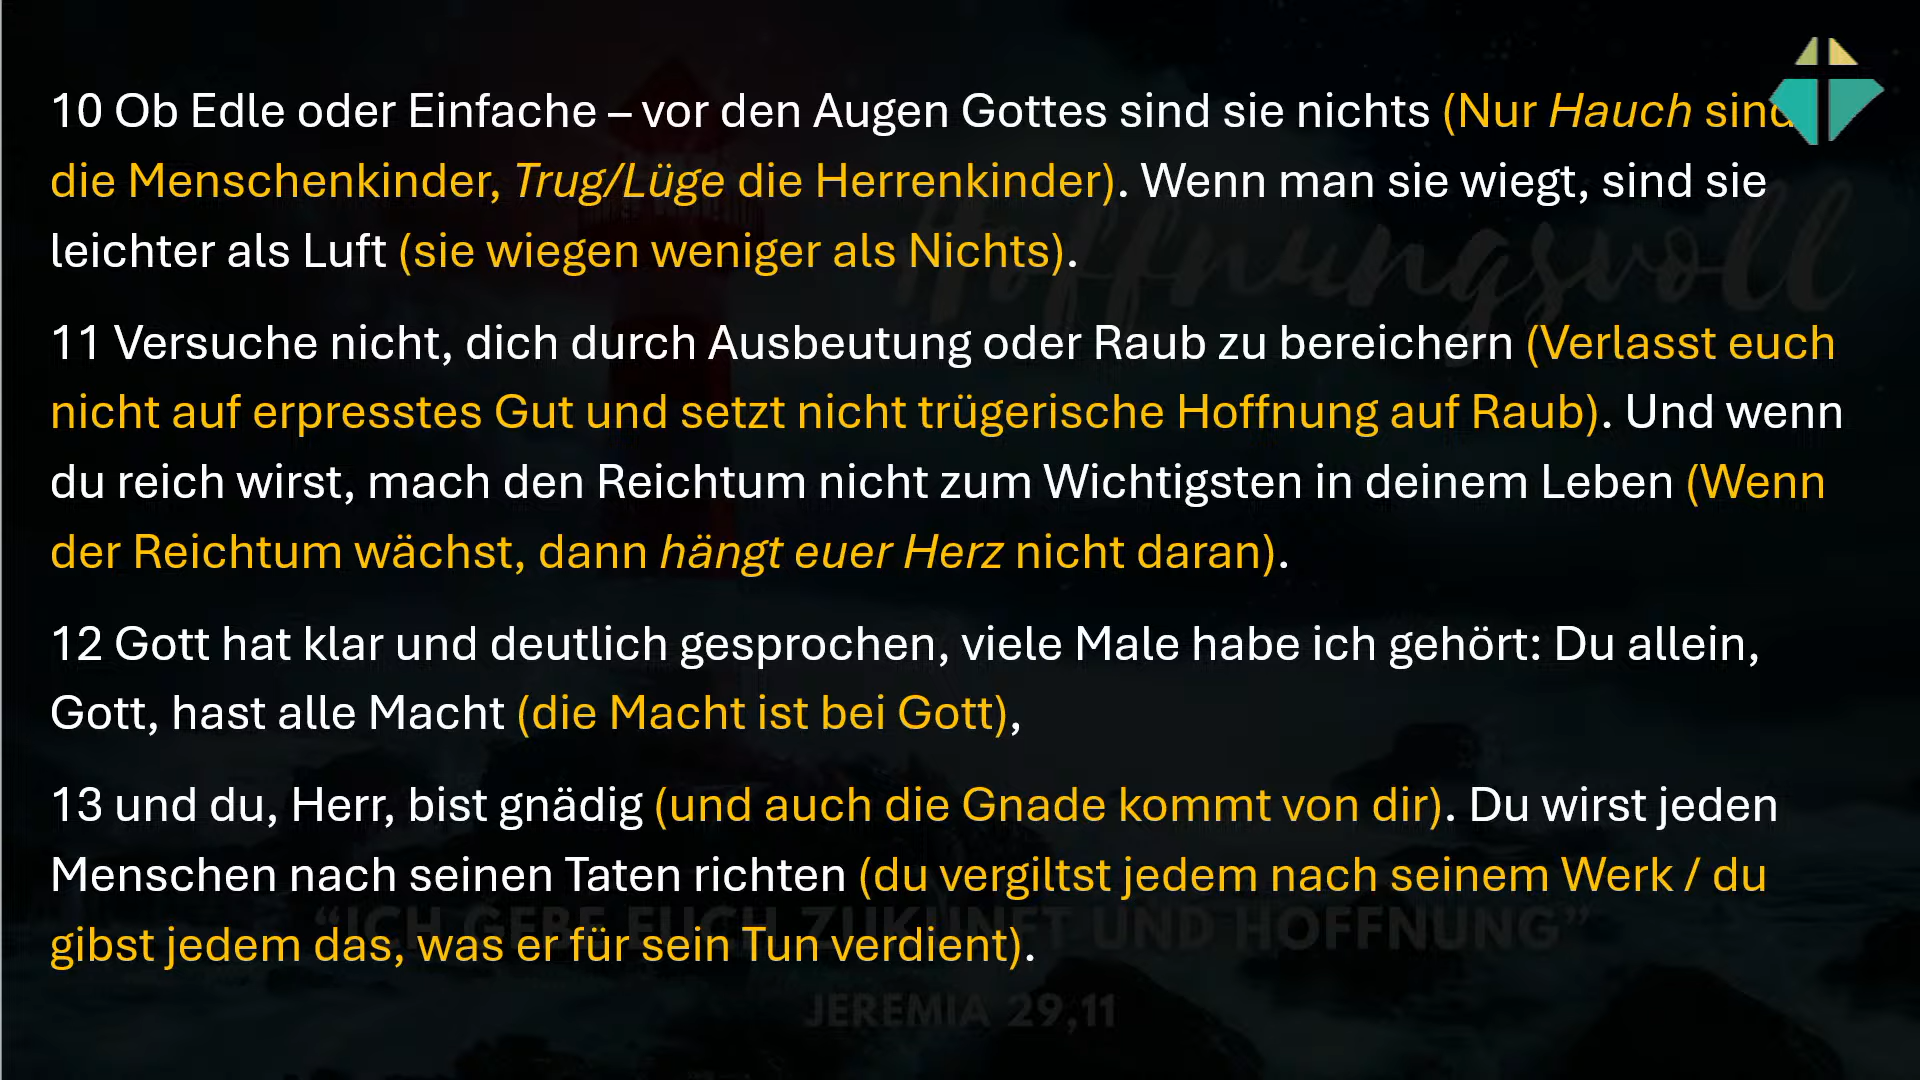 10 Ob Edle oder Einfache – vor den Augen Gottes sind sie nichts (Nur Hauch sind
die Menschenkinder, Trug/Lüge die Herrenkinder). Wenn man sie wiegt, sind sie
leichter als Luft (sie wiegen weniger als Nichts).
Hoffnungsvoll
11 Versuche nicht, dich durch Ausbeutung oder Raub zu bereichern (Verlasst euch
nicht auf erpresstes Gut und setzt nicht trügerische Hoffnung auf Raub). Und wenn
du reich wirst, mach den Reichtum nicht zum Wichtigsten in deinem Leben (Wenn
der Reichtum wächst, dann hängt euer Herz nicht daran).
12 Gott hat klar und deutlich gesprochen, viele Male habe ich gehört: Du allein,
Gott, hast alle Macht (die Macht ist bei Gott),
13 und du, Herr, bist gnädig (und auch die Gnade kommt von dir). Du wirst jeden
Menschen nach seinen Taten richten (du vergiltst jedem nach seinem Werk / du
gibst jedem das, was er für sein Tun verdient).
“ICH GEBE EUCH ZUKUNFT UND HOFFNUNG”
JEREMIA 29,11